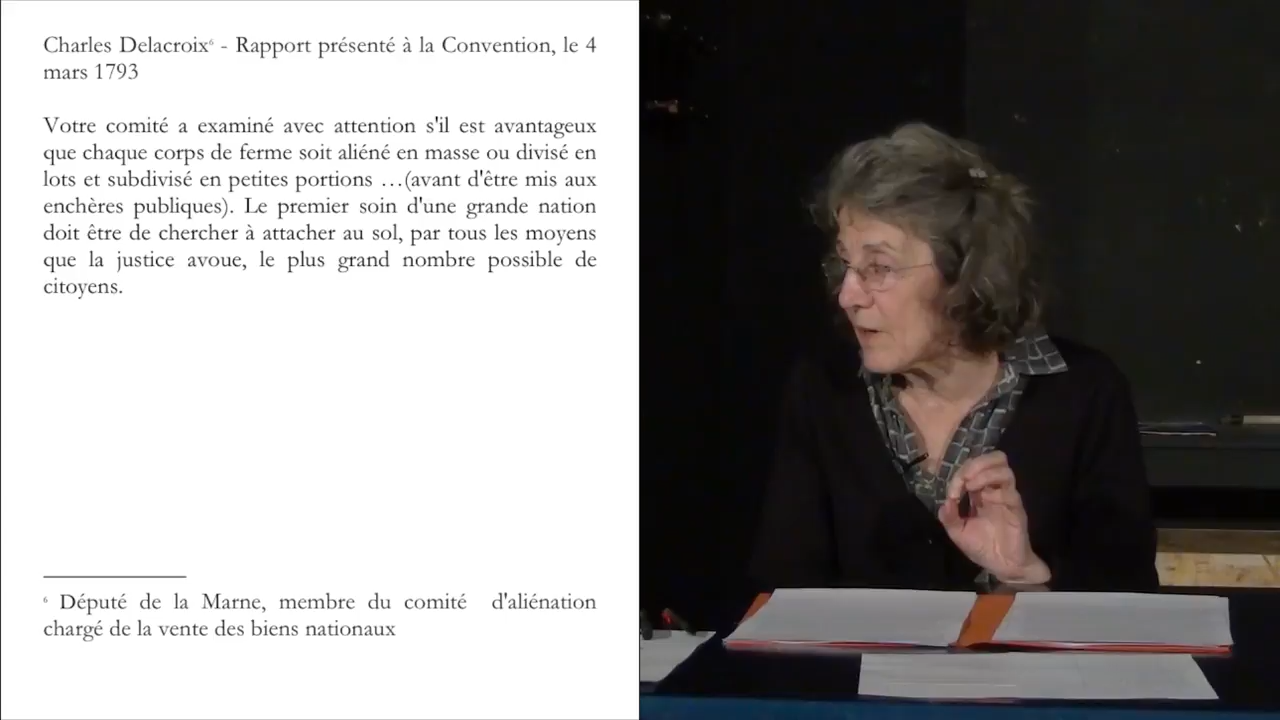 Charles Delacroix⁶ - Rapport présenté à la Convention, le 4
mars 1793
Votre comité a examiné avec attention s'il est avantageux
que chaque corps de ferme soit aliéné en masse ou divisé en
lots et subdivisé en petites portions …(avant d'être mis aux
enchères publiques). Le premier soin d'une grande nation
doit être de chercher à attacher au sol, par tous les moyens
que la justice avoue, le plus grand nombre possible de
citoyens.
⁶ Député de la Marne, membre du comité d'aliénation
chargé de la vente des biens nationaux